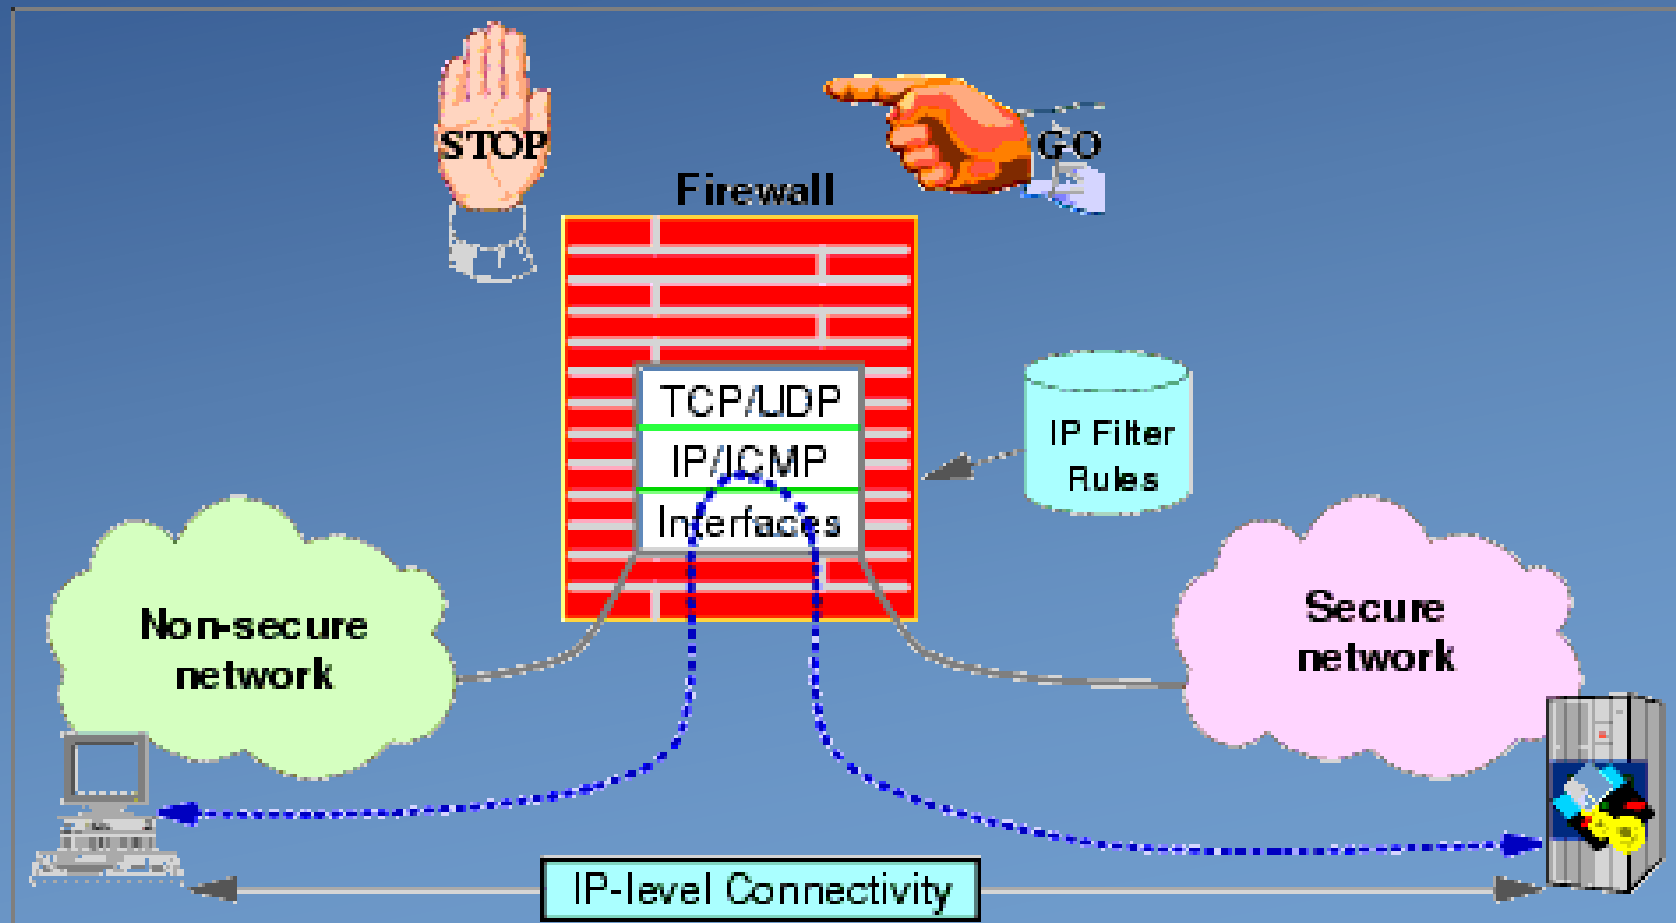 STOP
GO
Firewall
TCP/UDP
IP/ICMP
Interfaces
IP Filter
Rules
Non-secure
network
Secure
network
IP-level Connectivity